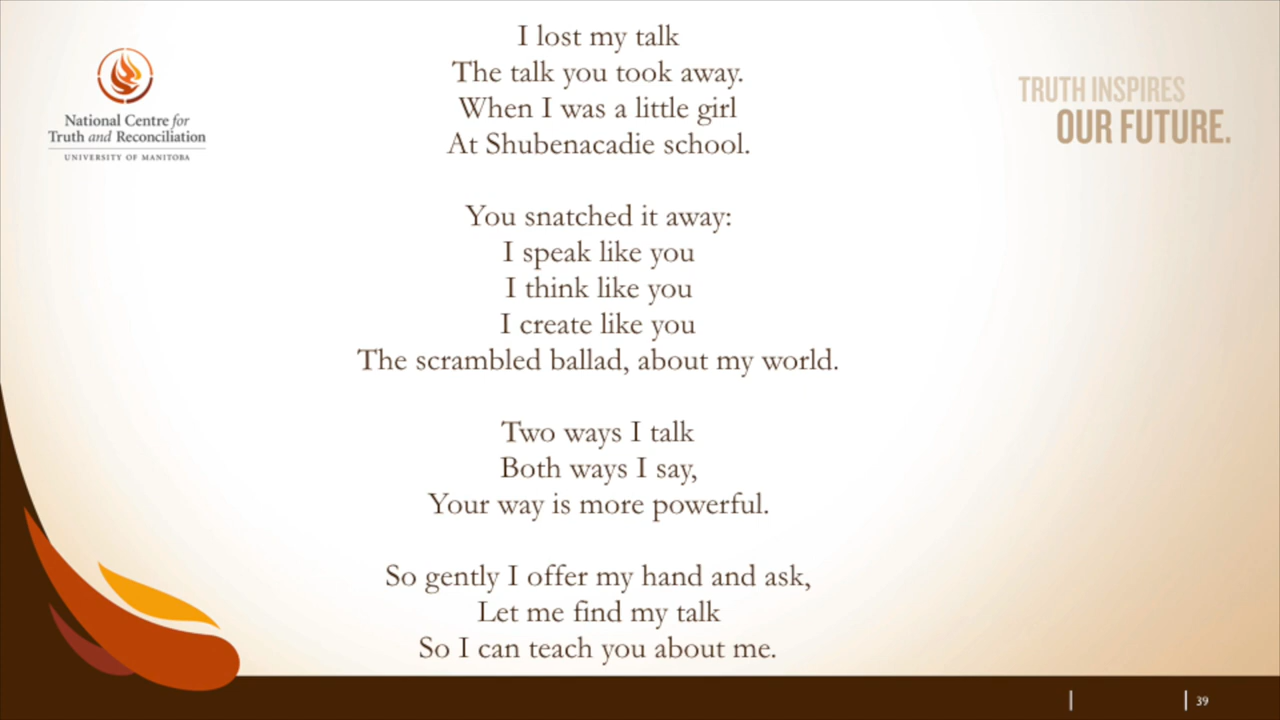 National Centre for
Truth and Reconciliation
UNIVERSITY OF MANITOBA
TRUTH INSPIRES
OUR FUTURE.
I lost my talk
The talk you took away.
When I was a little girl
At Shubenacadie school.
You snatched it away:
I speak like you
I think like you
I create like you
The scrambled ballad, about my world.
Two ways I talk
Both ways I say,
Your way is more powerful.
So gently I offer my hand and ask,
Let me find my talk
So I can teach you about me.
39